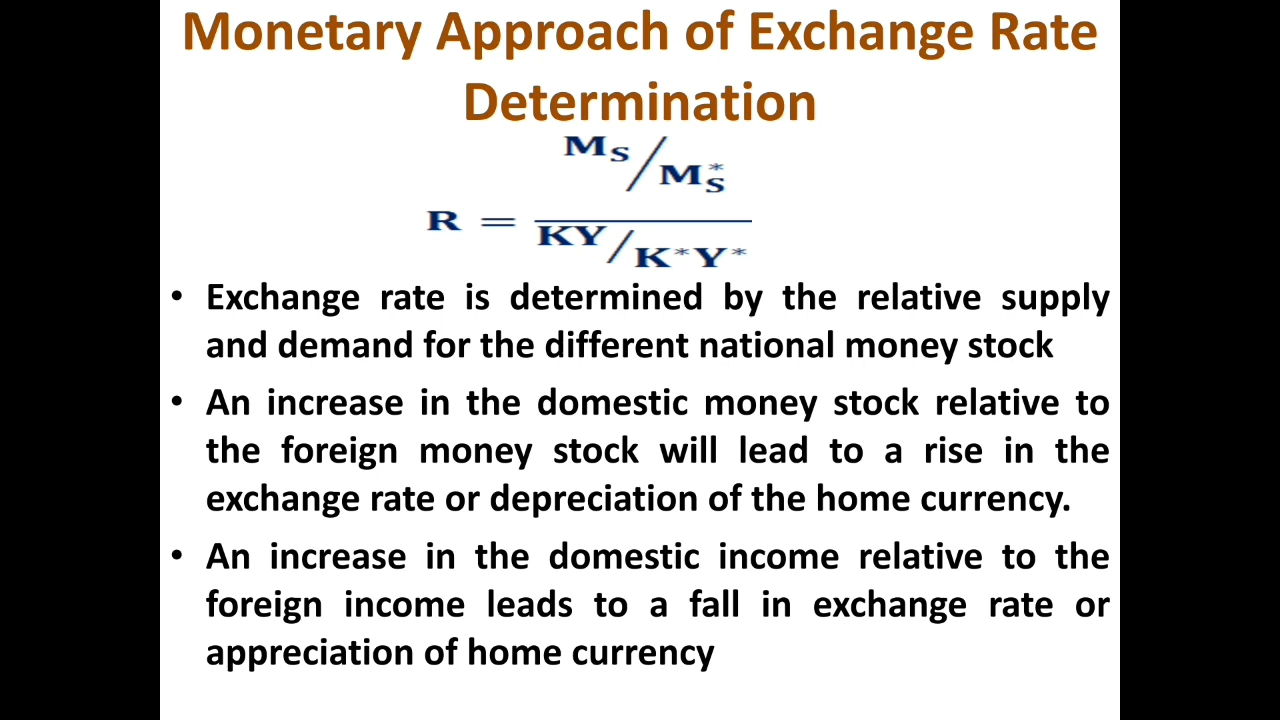 Monetary Approach of Exchange Rate
Determination
R = Ms/Ms* / KY/K*Y*
• Exchange rate is determined by the relative supply
and demand for the different national money stock
• An increase in the domestic money stock relative to
the foreign money stock will lead to a rise in the
exchange rate or depreciation of the home currency.
• An increase in the domestic income relative to the
foreign income leads to a fall in exchange rate or
appreciation of home currency